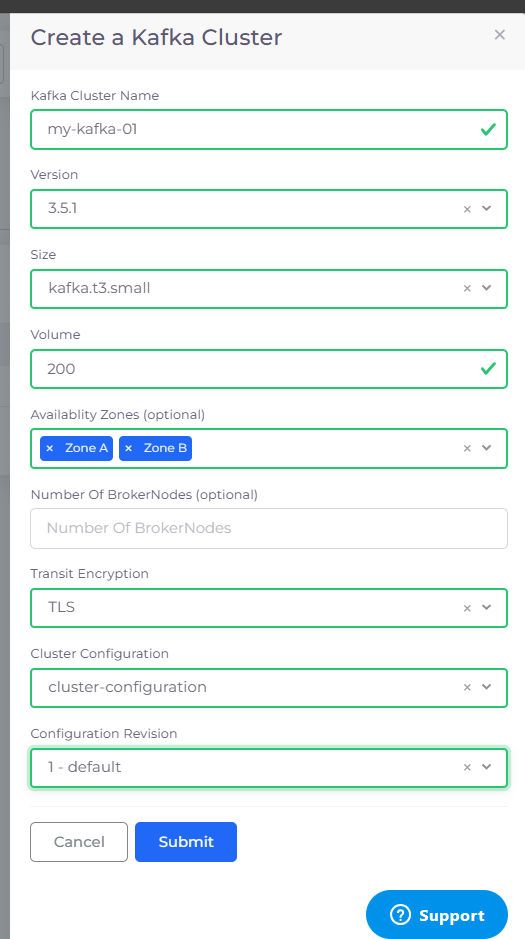 Create a Kafka Cluster ×
Kafka Cluster Name
my-kafka-01
Version
3.5.1 ×
Size
kafka.t3.small ×
Volume
200
Availablity Zones (optional)
× Zone A × Zone B ×
Number Of BrokerNodes (optional)
Number Of BrokerNodes
Transit Encryption
TLS ×
Cluster Configuration
cluster-configuration ×
Configuration Revision
1 - default ×
Cancel Submit
? Support